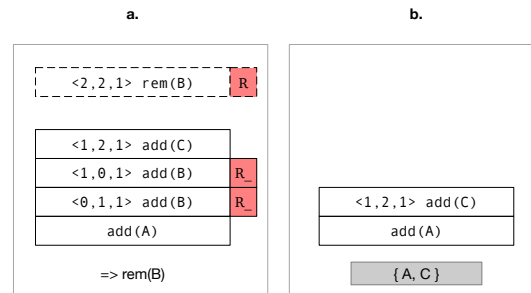 a.
<2,2,1> rem(B) R
<1,2,1> add(C)
<1,0,1> add(B) R_
<0,1,1> add(B) R_
add(A)
=> rem(B)
b.
<1,2,1> add(C)
add(A)
{ A, C }